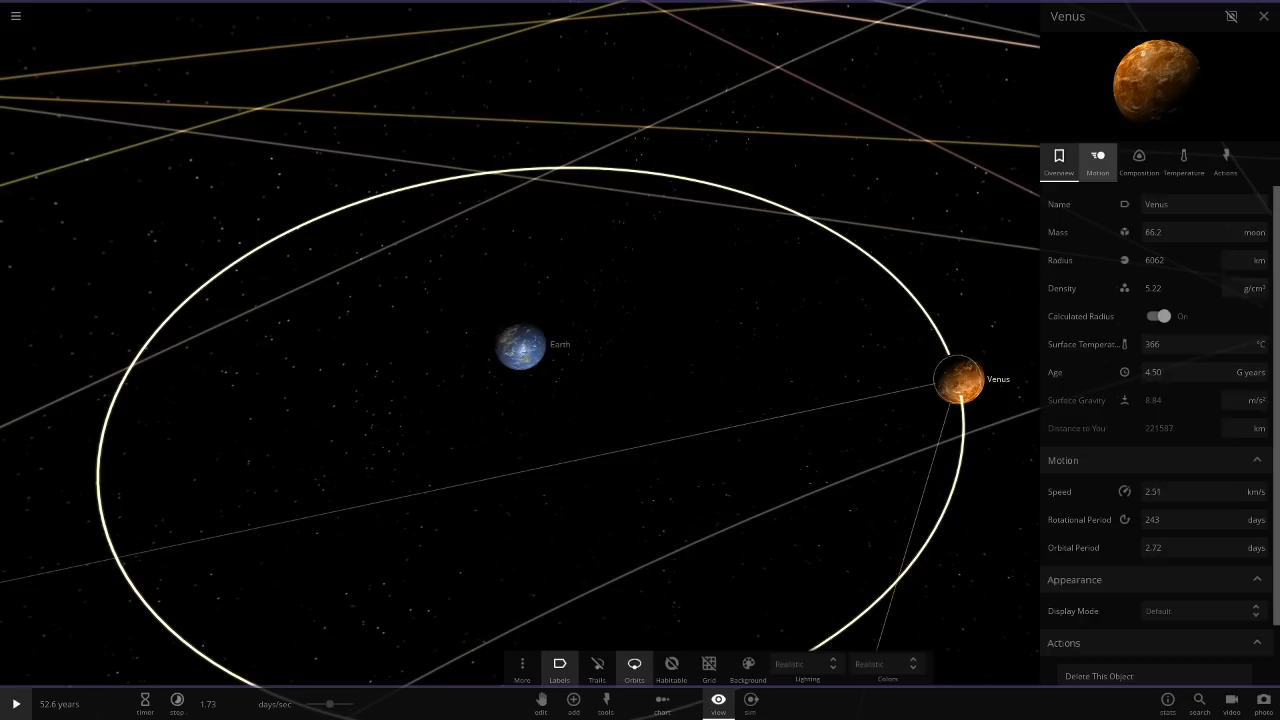 Venus
Overview
Motion
Composition
Temperature
Actions
Name Venus
Mass 66.2 moon
Radius 6062 km
Density 5.22 g/cm³
Calculated Radius On
Surface Temperat... 366 °C
Age 4.50 G years
Surface Gravity 8.84 m/s²
Distance to You 221587 km
Motion
Speed 2.51 km/s
Rotational Period 243 days
Orbital Period 2.72 days
Appearance
Display Mode Default
Actions
Delete This Object
Earth
Venus
More
Labels
Trails
Orbits
Habitable
Grid
Background
Realistic
Lighting
Realistic
Colors
52.6 years
timer
step
1.73 days/sec
edit
add
tools
chart
view
sim
stats
search
video
photo